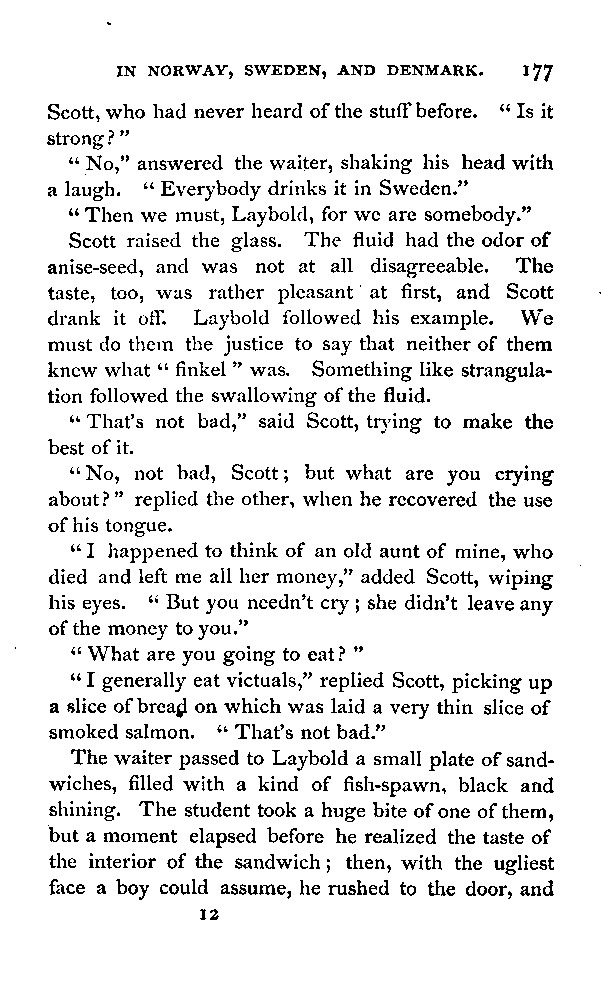 IN NORWAY, SWEDEN, AND DENMARK. 177
Scott, who had never heard of the stuff before. “ Is it
strong? ”
“ No,” answered the waiter, shaking his head with
a laugh. “ Everybody drinks it in Sweden.”
“ Then we must, Laybold, for we are somebody.”
Scott raised the glass. The fluid had the odor of
anise-seed, and was not at all disagreeable. The
taste, too, was rather pleasant at first, and Scott
drank it off. Laybold followed his example. We
must do them the justice to say that neither of them
knew what “ finkel ” was. Something like strangula-
tion followed the swallowing of the fluid.
“ That’s not bad,” said Scott, trying to make the
best of it.
“ No, not bad, Scott ; but what are you crying
about? ” replied the other, when he recovered the use
of his tongue.
“ I happened to think of an old aunt of mine, who
died and left me all her money,” added Scott, wiping
his eyes. “ But you needn’t cry ; she didn’t leave any
of the money to you.”
“ What are you going to eat? ”
“ I generally eat victuals,” replied Scott, picking up
a slice of bread on which was laid a very thin slice of
smoked salmon. “ That’s not bad.”
The waiter passed to Laybold a small plate of sand-
wiches, filled with a kind of fish-spawn, black and
shining. The student took a huge bite of one of them,
but a moment elapsed before he realized the taste of
the interior of the sandwich ; then, with the ugliest
face a boy could assume, he rushed to the door, and
12